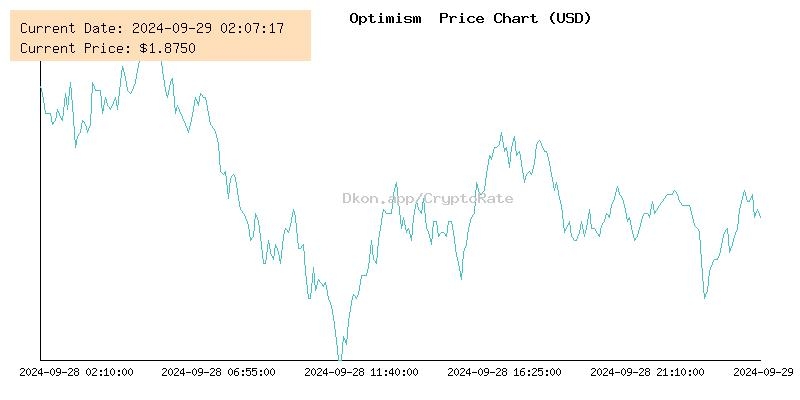 Optimism  Price Chart (USD)
Current Date: 2024-09-29 02:07:17
Current Price: $1.8750
Dkon.app/CryptoRate
2024-09-28 02:10:00 2024-09-28 06:55:00 2024-09-28 11:40:00 2024-09-28 16:25:00 2024-09-28 21:10:00 2024-09-29